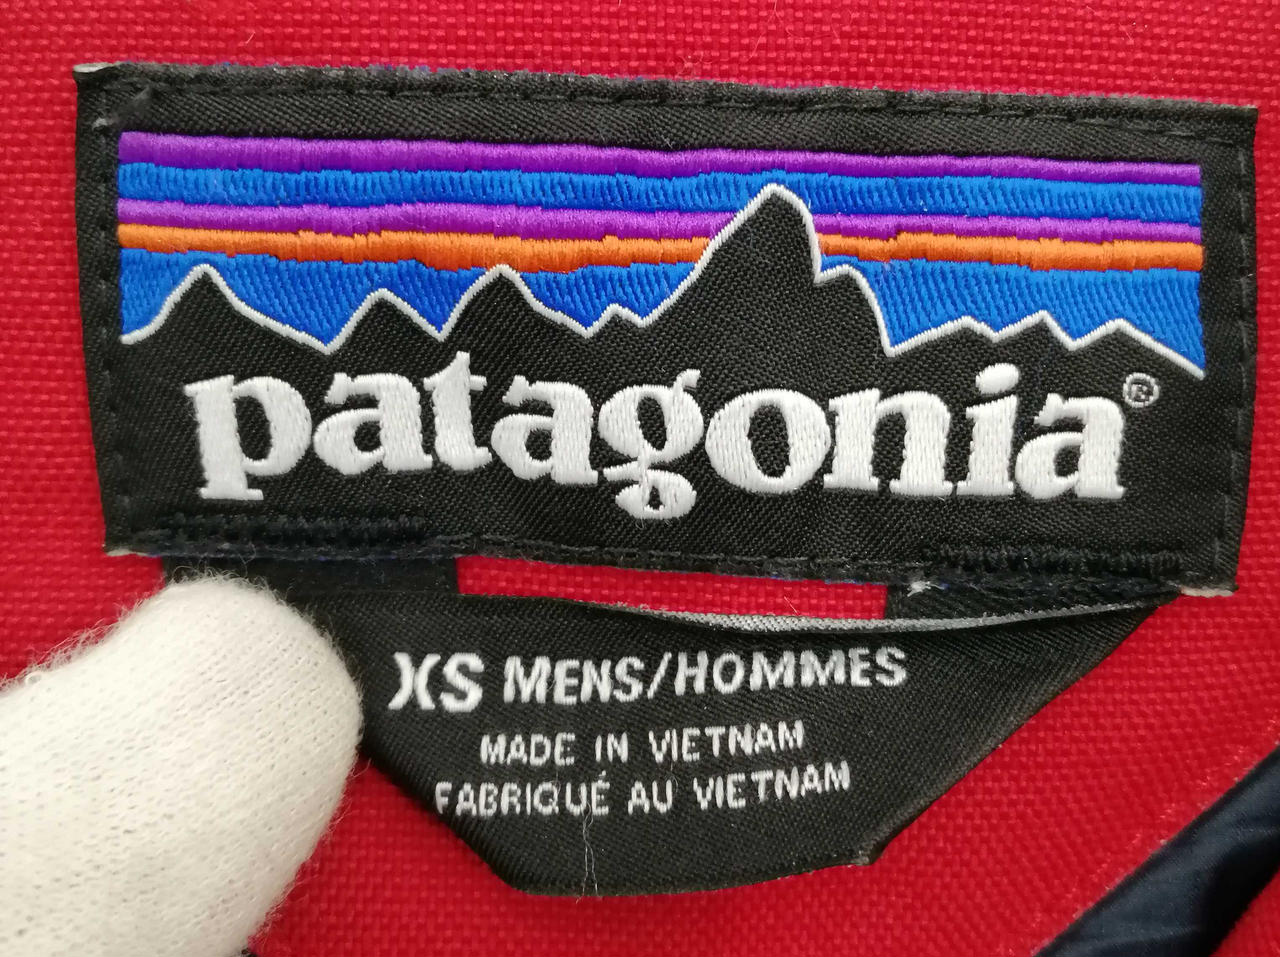 patagonia®
XS MENS/HOMMES
MADE IN VIETNAM
FABRIQUÉ AU VIETNAM